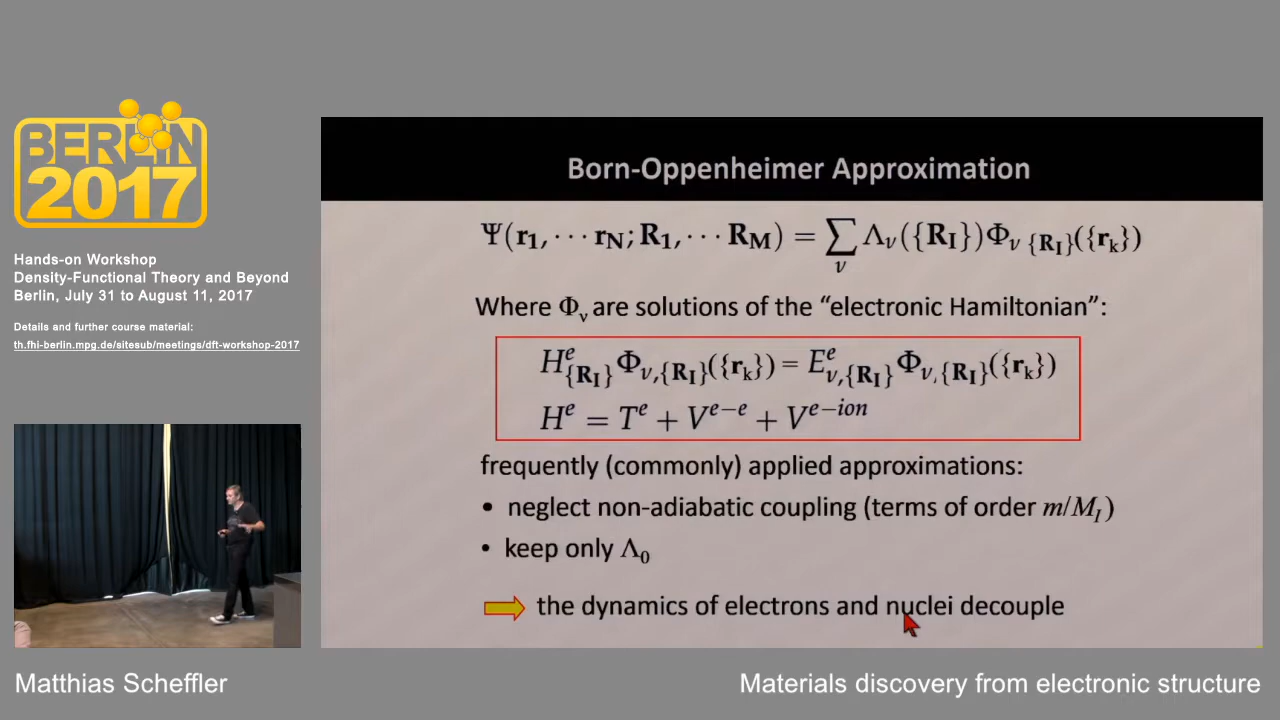 BERLIN
2017
Hands-on Workshop
Density-Functional Theory and Beyond
Berlin, July 31 to August 11, 2017
Details and further course material:
th.fhi-berlin.mpg.de/sitesub/meetings/dft-workshop-2017
Born-Oppenheimer Approximation
Ψ(r₁, ⋯ r_N; R₁, ⋯ R_M) = ∑_ν Λ_ν({R_I})Φ_ν {R_I}({r_k})
Where Φ_ν are solutions of the “electronic Hamiltonian”:
H^e_{R_I} Φ_ν,{R_I}({r_k}) = E^e_ν,{R_I} Φ_ν,{R_I}({r_k})
H^e = T^e + V^e−e + V^e−ion
frequently (commonly) applied approximations:
• neglect non-adiabatic coupling (terms of order m/M_I)
• keep only Λ₀
the dynamics of electrons and nuclei decouple
Matthias Scheffler
Materials discovery from electronic structure